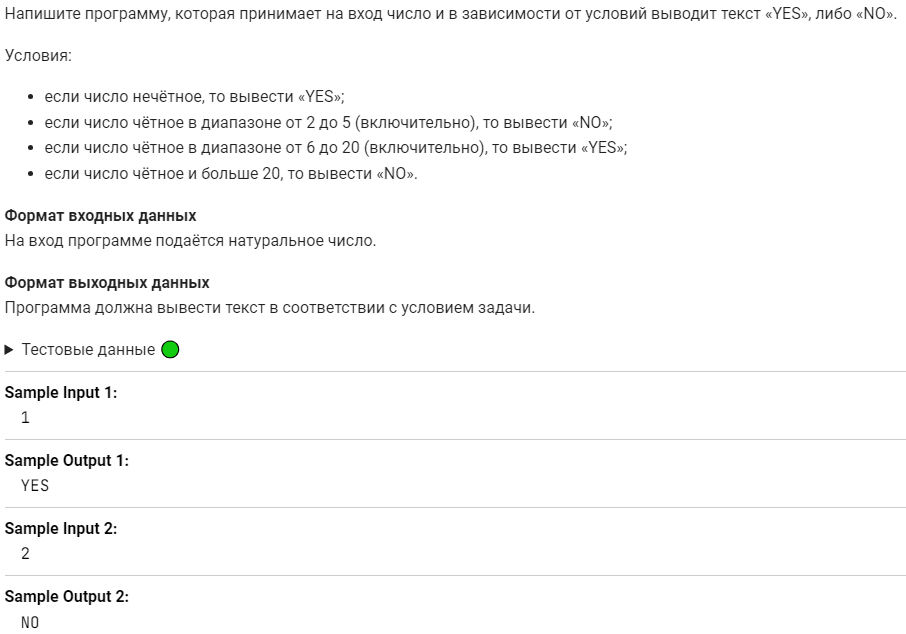 Напишите программу, которая принимает на вход число и в зависимости от условий выводит текст «YES», либо «NO».
Условия:
• если число нечётное, то вывести «YES»;
• если число чётное в диапазоне от 2 до 5 (включительно), то вывести «NO»;
• если число чётное в диапазоне от 6 до 20 (включительно), то вывести «YES»;
• если число чётное и больше 20, то вывести «NO».
Формат входных данных
На вход программе подаётся натуральное число.
Формат выходных данных
Программа должна вывести текст в соответствии с условием задачи.
Тестовые данные
Sample Input 1:
1
Sample Output 1:
YES
Sample Input 2:
2
Sample Output 2:
NO